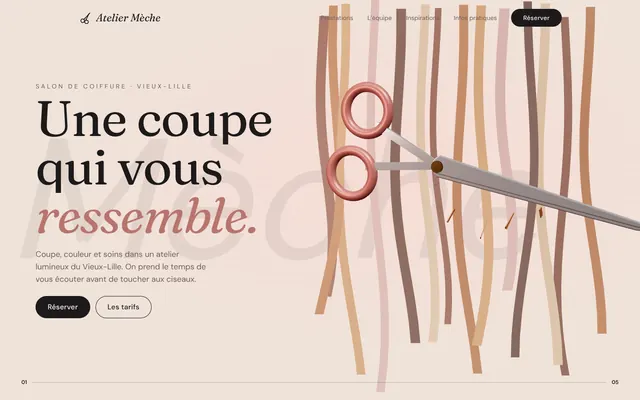 Atelier Mèche
Prestations L'équipe Inspirations Infos pratiques Réserver
SALON DE COIFFURE · VIEUX-LILLE
Une coupe
qui vous
ressemble.
Mèche
Coupe, couleur et soins dans un atelier
lumineux du Vieux-Lille. On prend le temps de
vous écouter avant de toucher aux ciseaux.
Réserver Les tarifs
01 05